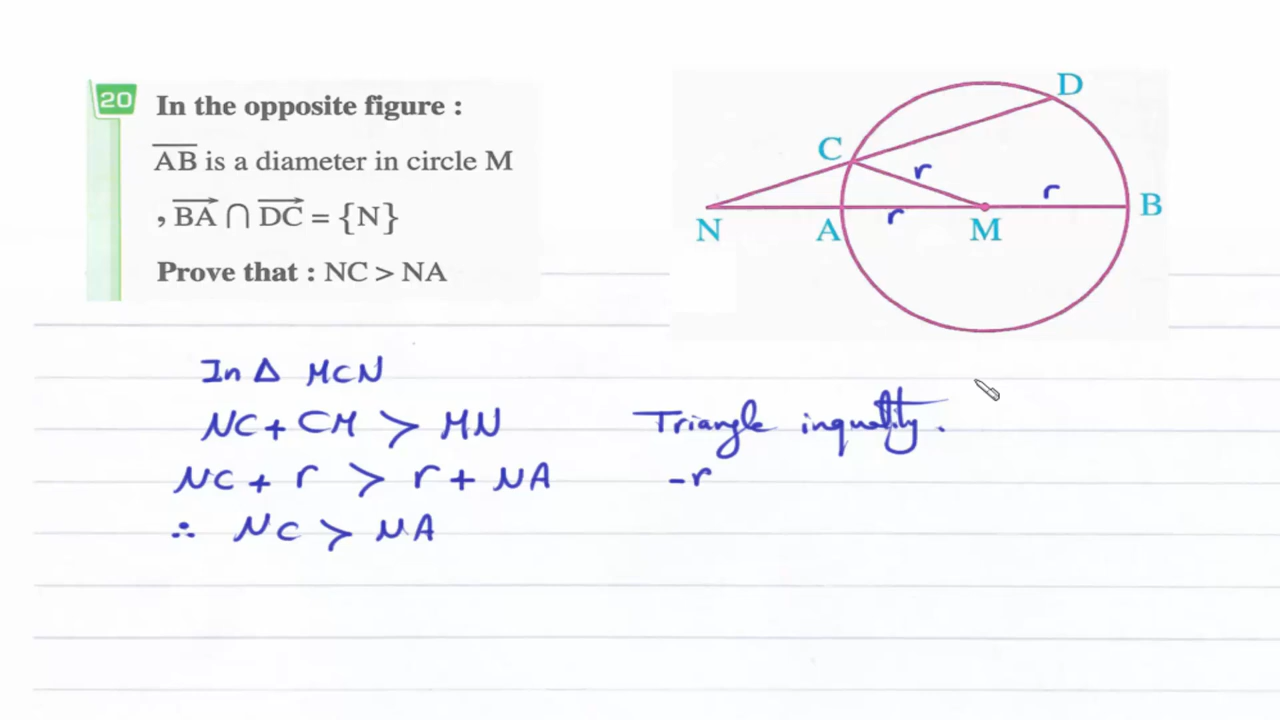 20 In the opposite figure :
AB is a diameter in circle M
, BA ∩ DC = {N}
Prove that : NC > NA
D
C
r
r
N
A
r
M
B
In Δ MCN
NC + CM > MN Triangle inquality.
NC + r > r + NA -r
∴ NC > NA